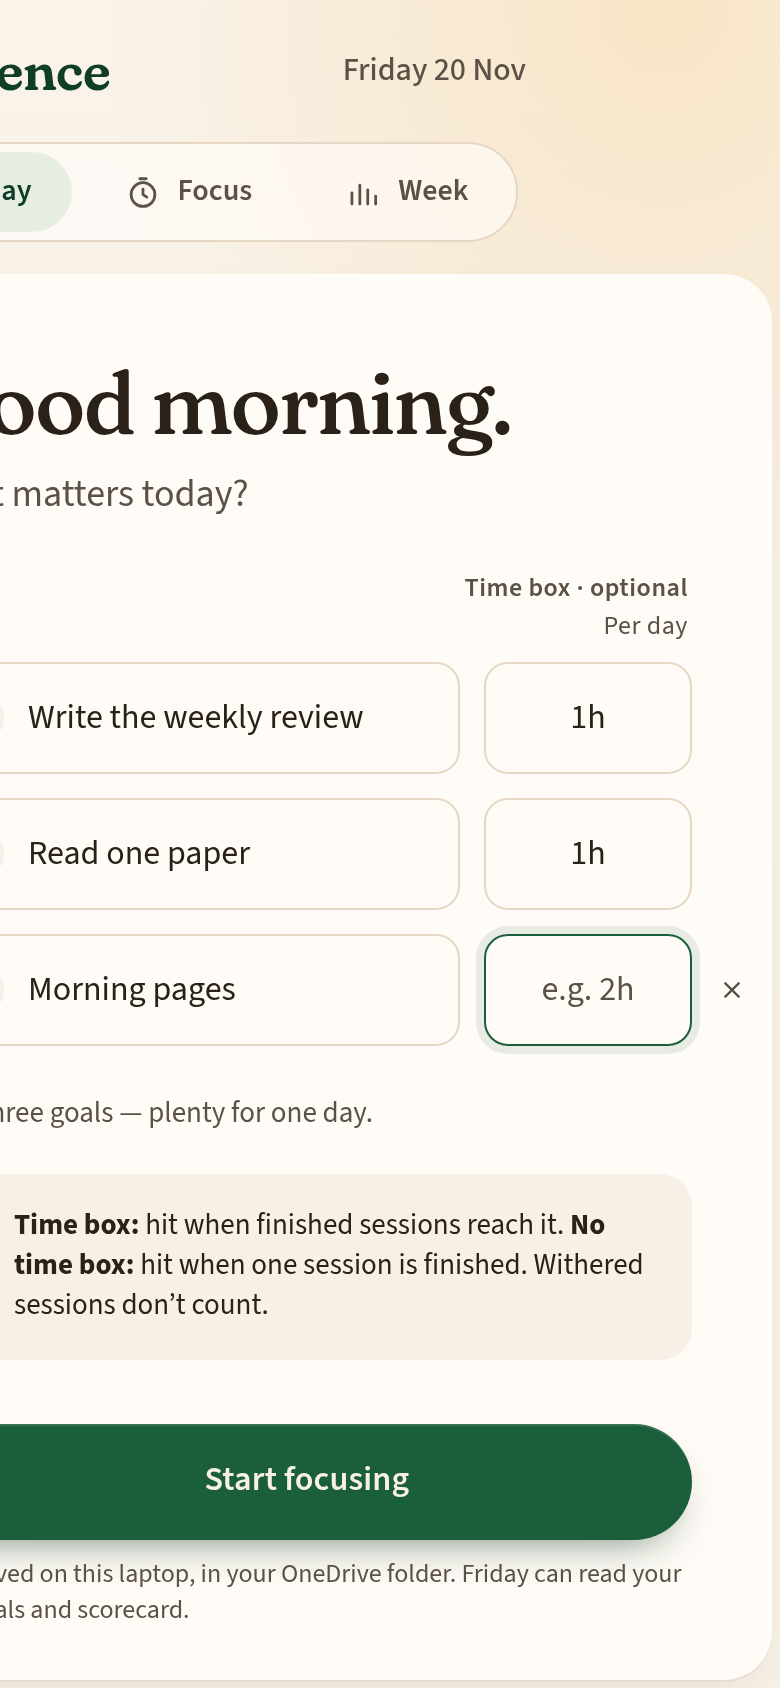 ence
Friday 20 Nov
ay
Focus
Week
ood morning.
t matters today?
Time box · optional
Per day
Write the weekly review
1h
Read one paper
1h
Morning pages
e.g. 2h
×
hree goals — plenty for one day.
Time box: hit when finished sessions reach it. No
time box: hit when one session is finished. Withered
sessions don’t count.
Start focusing
ved on this laptop, in your OneDrive folder. Friday can read your
als and scorecard.